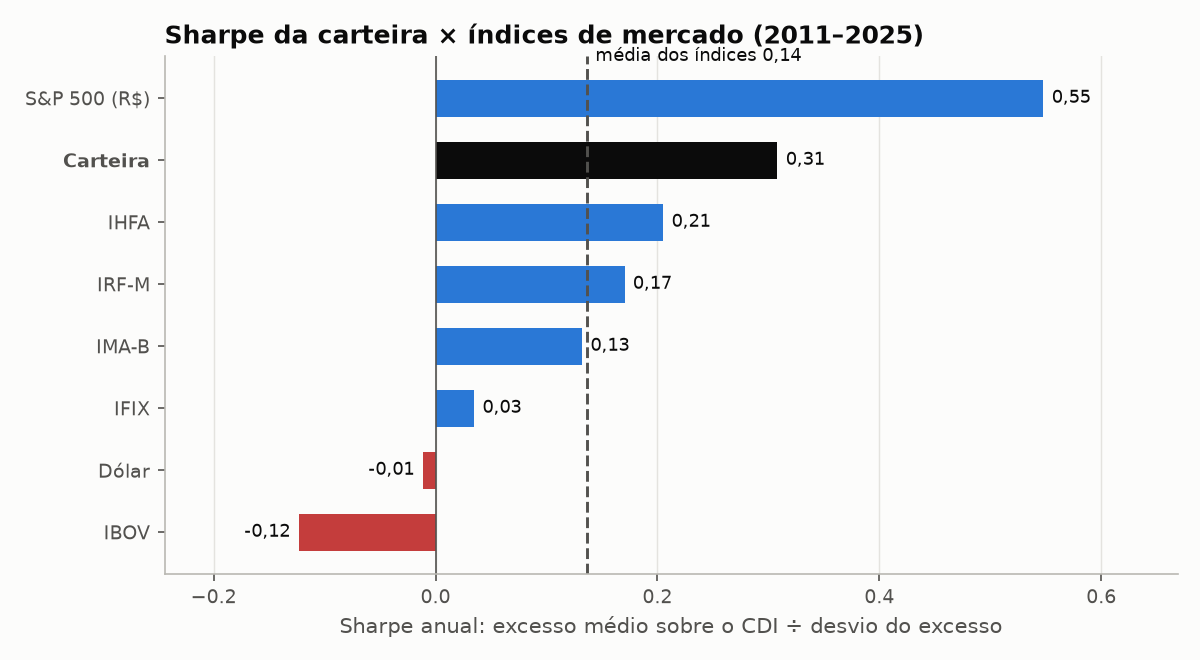 Sharpe da carteira × índices de mercado (2011–2025)
média dos índices 0,14
S&P 500 (R$) 0,55
Carteira 0,31
IHFA 0,21
IRF-M 0,17
IMA-B 0,13
IFIX 0,03
Dólar -0,01
IBOV -0,12
−0.2 0.0 0.2 0.4 0.6
Sharpe anual: excesso médio sobre o CDI ÷ desvio do excesso